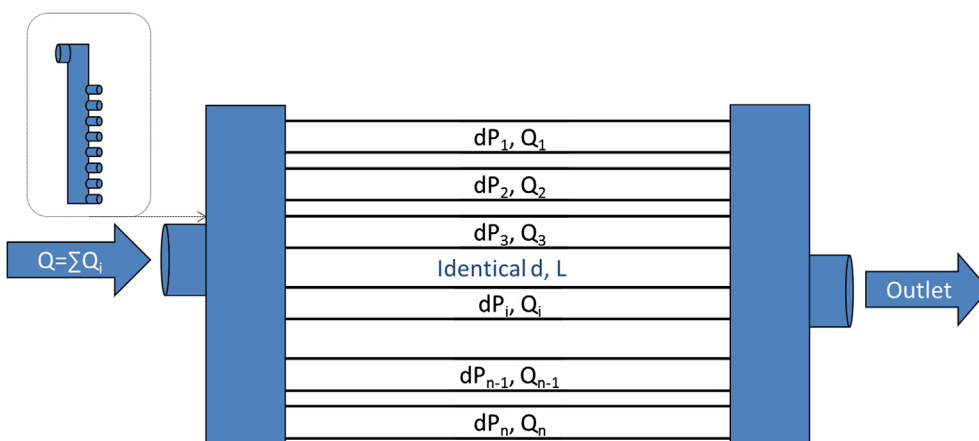 dP₁, Q₁
dP₂, Q₂
dP₃, Q₃
Q=∑Qᵢ
Identical d, L
dPᵢ, Qᵢ
Outlet
dPₙ₋₁, Qₙ₋₁
dPₙ, Qₙ